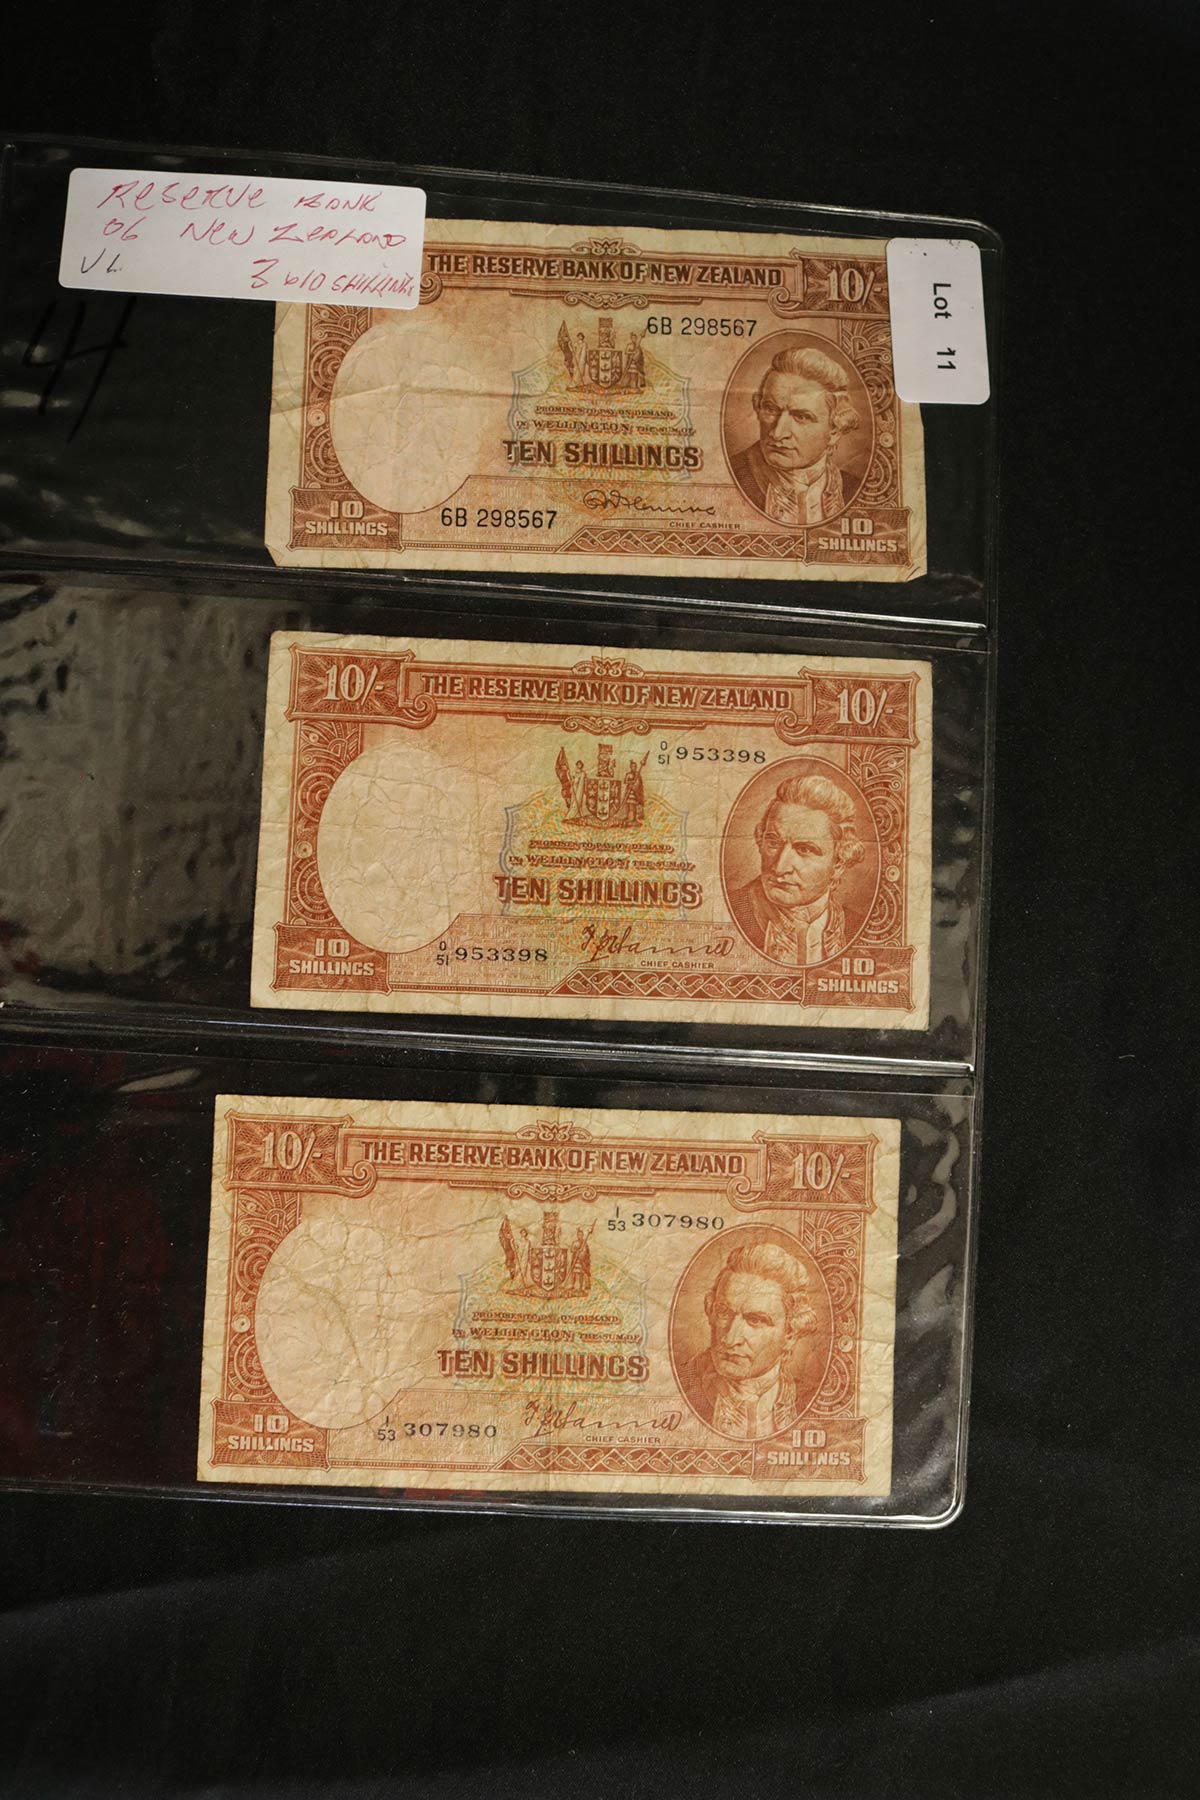 Reserve Bank
of New Zealand
3 x 10 Shillings
Lot 11
44
THE RESERVE BANK OF NEW ZEALAND
10/-
6B 298567
PROMISES TO PAY ON DEMAND
IN WELLINGTON THE SUM OF
TEN SHILLINGS
6B 298567
CHIEF CASHIER
10
SHILLINGS
10
SHILLINGS
10/-
THE RESERVE BANK OF NEW ZEALAND
10/-
0/51 953398
PROMISES TO PAY ON DEMAND
IN WELLINGTON THE SUM OF
TEN SHILLINGS
0/51 953398
CHIEF CASHIER
10
SHILLINGS
10
SHILLINGS
10/-
THE RESERVE BANK OF NEW ZEALAND
10/-
1/53 307980
PROMISES TO PAY ON DEMAND
IN WELLINGTON THE SUM OF
TEN SHILLINGS
1/53 307980
CHIEF CASHIER
10
SHILLINGS
10
SHILLINGS